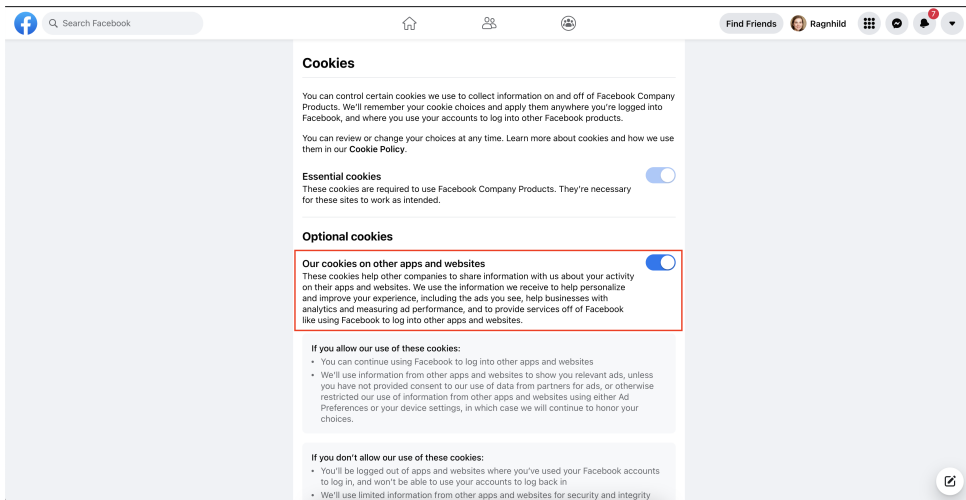 Search Facebook
Find Friends
Ragnhild
7
Cookies
You can control certain cookies we use to collect information on and off of Facebook Company
Products. We'll remember your cookie choices and apply them anywhere you're logged into
Facebook, and where you use your accounts to log into other Facebook products.
You can review or change your choices at any time. Learn more about cookies and how we use
them in our Cookie Policy.
Essential cookies
These cookies are required to use Facebook Company Products. They're necessary
for these sites to work as intended.
Optional cookies
Our cookies on other apps and websites
These cookies help other companies to share information with us about your activity
on their apps and websites. We use the information we receive to help personalize
and improve your experience, including the ads you see, help businesses with
analytics and measuring ad performance, and to provide services off of Facebook
like using Facebook to log into other apps and websites.
If you allow our use of these cookies:
• You can continue using Facebook to log into other apps and websites
• We'll use information from other apps and websites to show you relevant ads, unless
you have not provided consent to our use of data from partners for ads, or otherwise
restricted our use of information from other apps and websites using either Ad
Preferences or your device settings, in which case we will continue to honor your
choices.
If you don't allow our use of these cookies:
• You'll be logged out of apps and websites where you've used your Facebook accounts
to log in, and won't be able to use your accounts to log back in
• We'll use limited information from other apps and websites for security and integrity